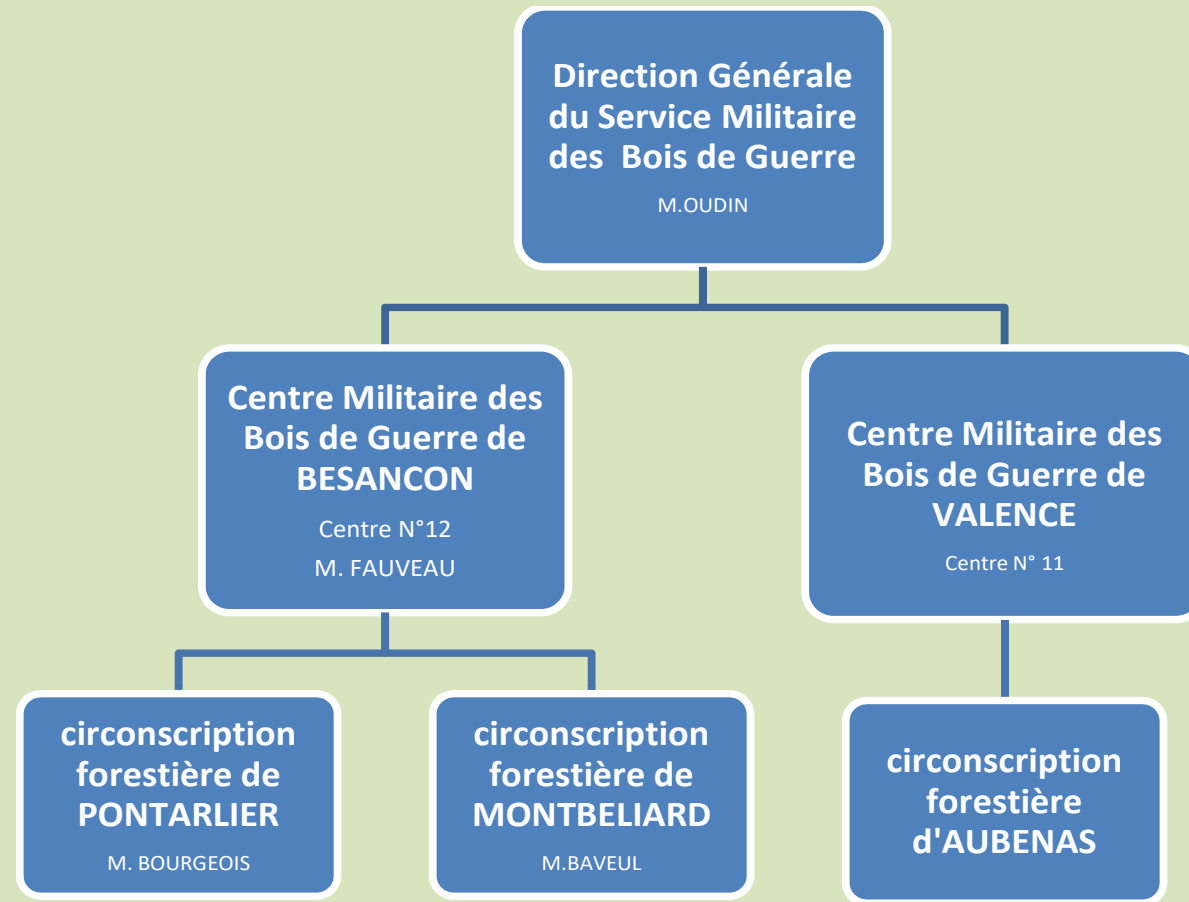 Direction Générale
du Service Militaire
des Bois de Guerre
M.OUDIN
Centre Militaire des
Bois de Guerre de
BESANCON
Centre N°12
M. FAUVEAU
Centre Militaire des
Bois de Guerre de
VALENCE
Centre N° 11
circonscription
forestière de
PONTARLIER
M. BOURGEOIS
circonscription
forestière de
MONTBELIARD
M.BAVEUL
circonscription
forestière
d'AUBENAS